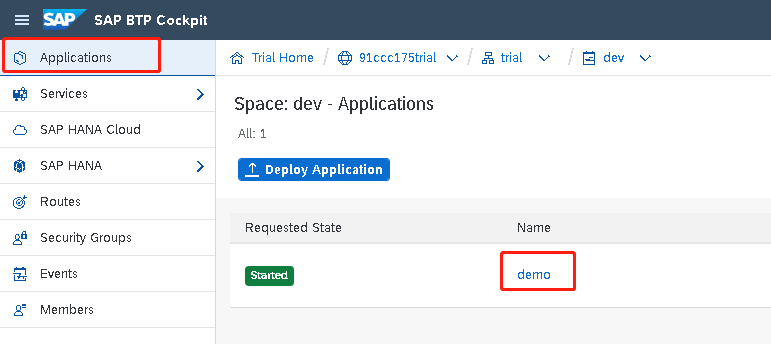 SAP SAP BTP Cockpit
Applications
Services
SAP HANA Cloud
SAP HANA
Routes
Security Groups
Events
Members
Trial Home / 91ccc175trial / trial / dev
Space: dev - Applications
All: 1
Deploy Application
Requested State Name
Started demo